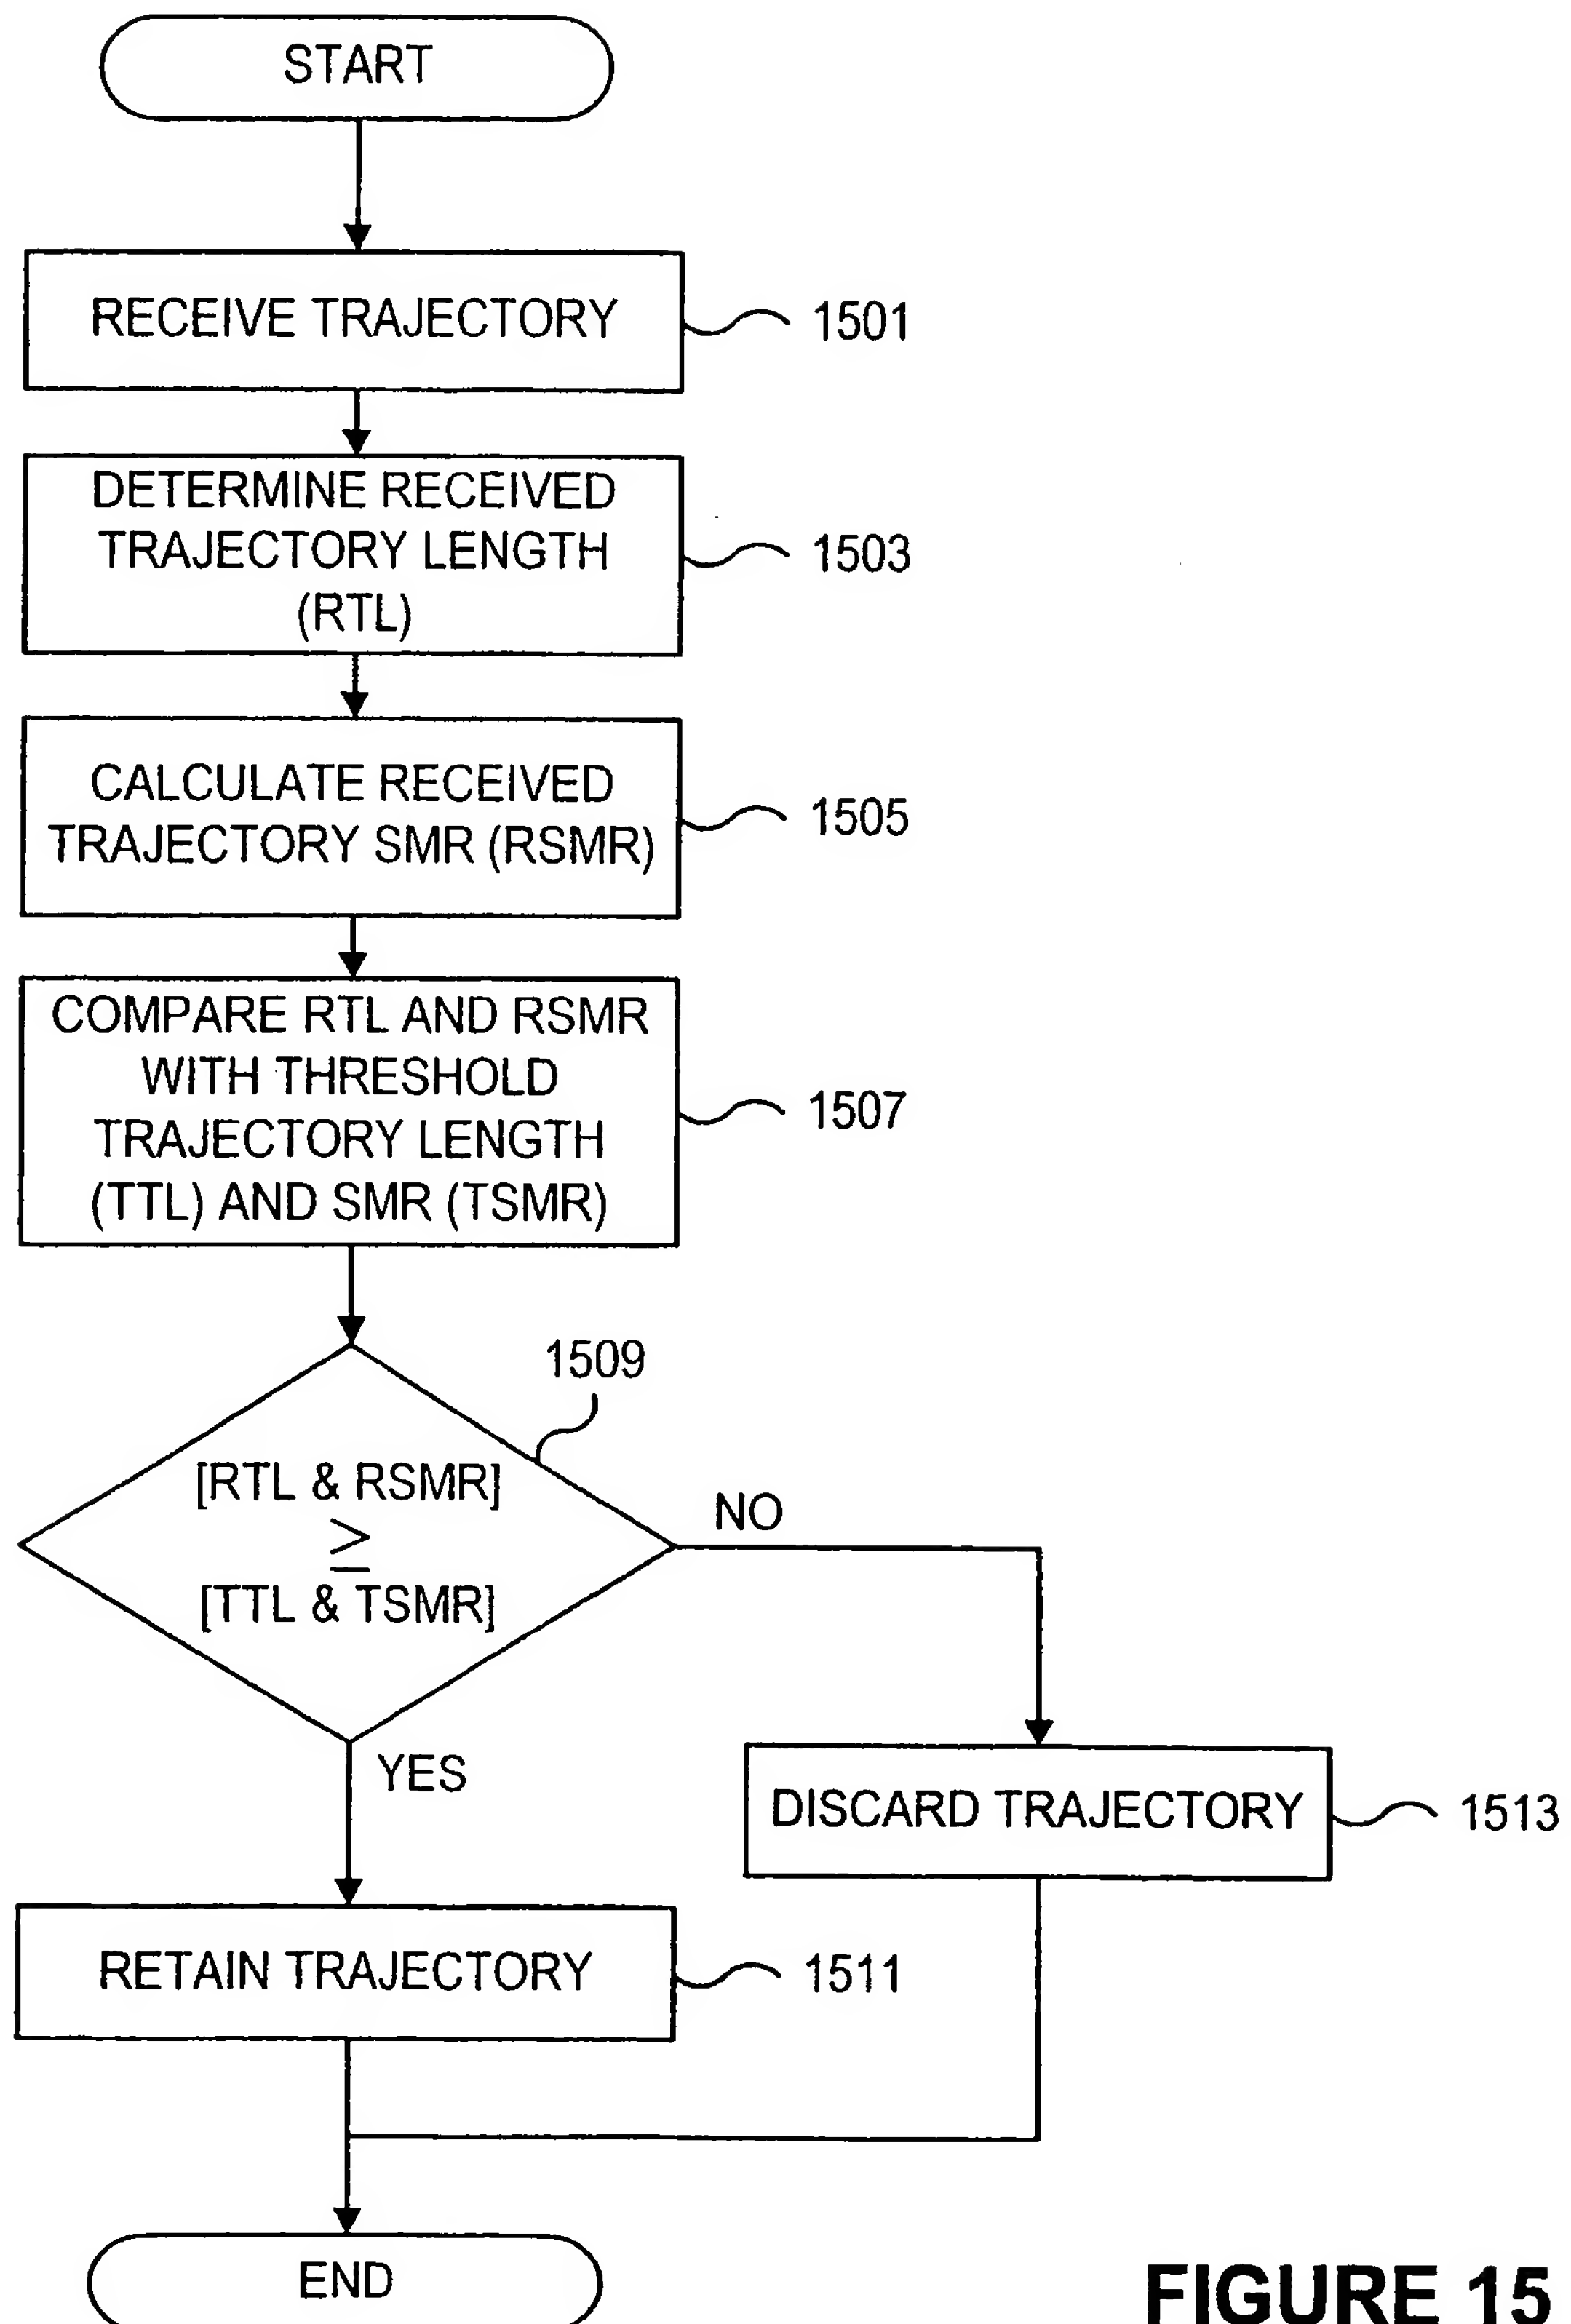 START
RECEIVE TRAJECTORY
1501
DETERMINE RECEIVED
TRAJECTORY LENGTH
(RTL)
1503
CALCULATE RECEIVED
TRAJECTORY SMR (RSMR)
1505
COMPARE RTL AND RSMR
WITH THRESHOLD
TRAJECTORY LENGTH
(TTL) AND SMR (TSMR)
1507
1509
[RTL & RSMR]
≥
[TTL & TSMR]
NO
YES
DISCARD TRAJECTORY
1513
RETAIN TRAJECTORY
1511
END
FIGURE 15